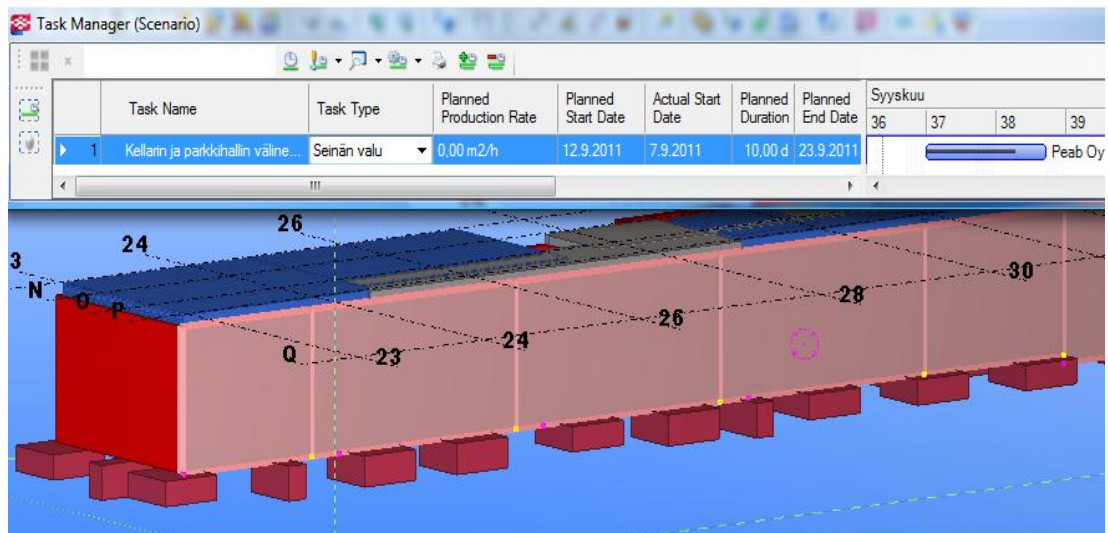 Task Manager (Scenario)
Task Name Task Type Planned Production Rate Planned Start Date Actual Start Date Planned Duration Planned End Date Syyskuu
36 37 38 39
1 Kellarin ja parkkihallin väline... Seinän valu 0,00 m2/h 12.9.2011 7.9.2011 10,00 d 23.9.2011 Peab Oy
26
24
3
N O P
30
28
26
24
Q 23